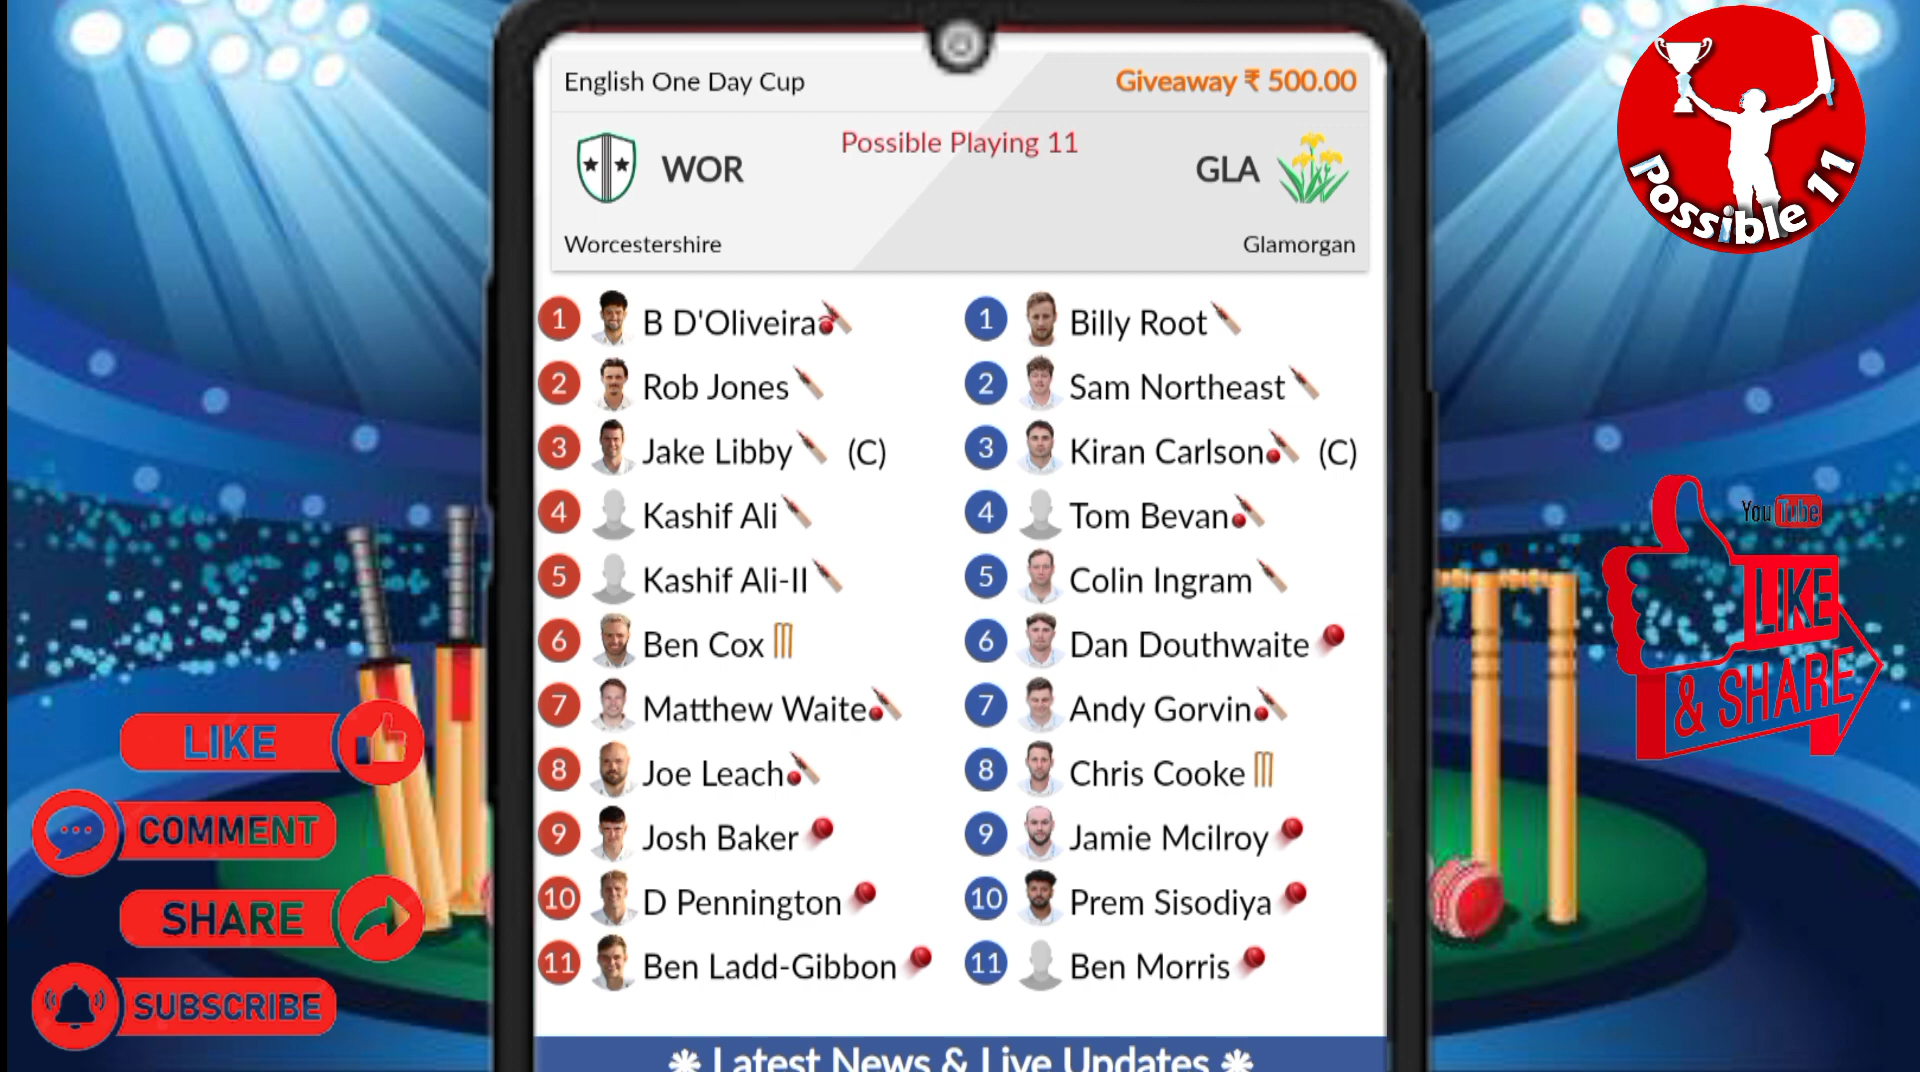 English One Day Cup
Giveaway ₹ 500.00
Possible Playing 11
WOR
GLA
Worcestershire
Glamorgan
1 B D'Oliveira
2 Rob Jones
3 Jake Libby (C)
4 Kashif Ali
5 Kashif Ali-II
6 Ben Cox
7 Matthew Waite
8 Joe Leach
9 Josh Baker
10 D Pennington
11 Ben Ladd-Gibbon
1 Billy Root
2 Sam Northeast
3 Kiran Carlson (C)
4 Tom Bevan
5 Colin Ingram
6 Dan Douthwaite
7 Andy Gorvin
8 Chris Cooke
9 Jamie Mcilroy
10 Prem Sisodiya
11 Ben Morris
Latest News & Live Updates
Possible 11
YouTube
LIKE
& SHARE
LIKE
COMMENT
SHARE
SUBSCRIBE